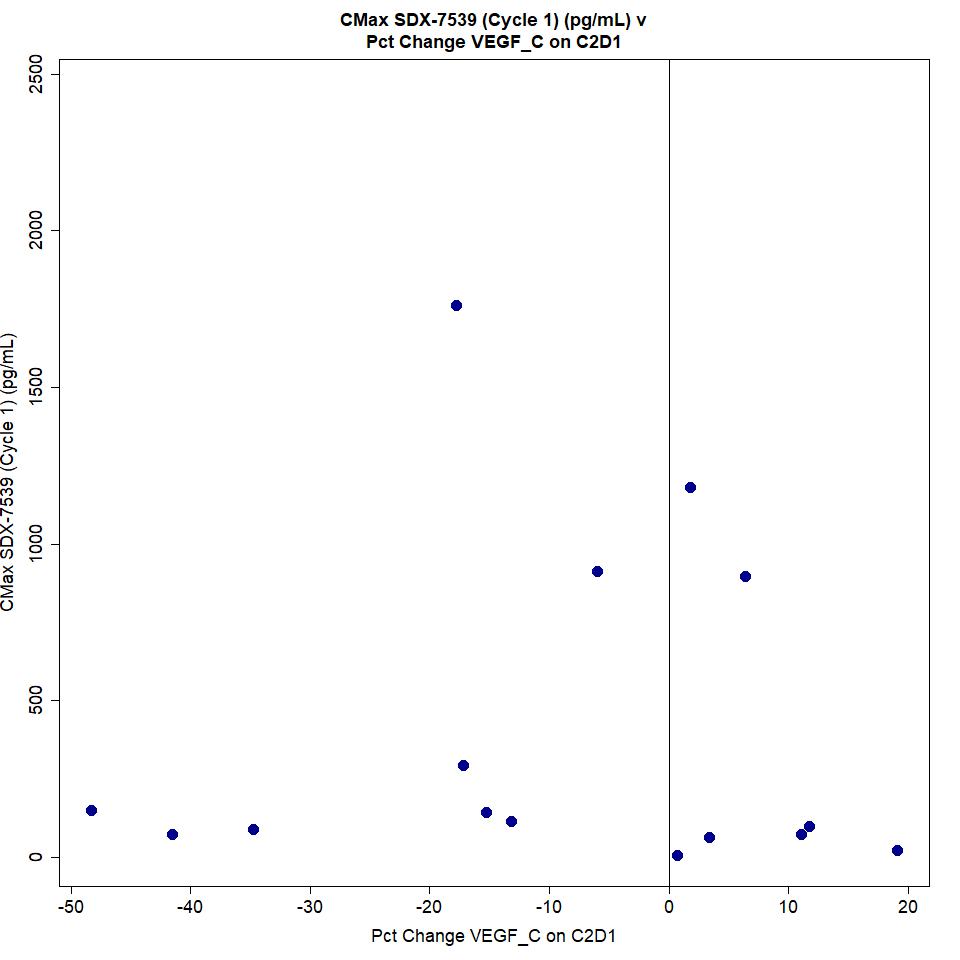 CMax SDX-7539 (Cycle 1) (pg/mL) v
Pct Change VEGF_C on C2D1
2500
2000
1500
1000
500
0
CMax SDX-7539 (Cycle 1) (pg/mL)
-50 -40 -30 -20 -10 0 10 20
Pct Change VEGF_C on C2D1